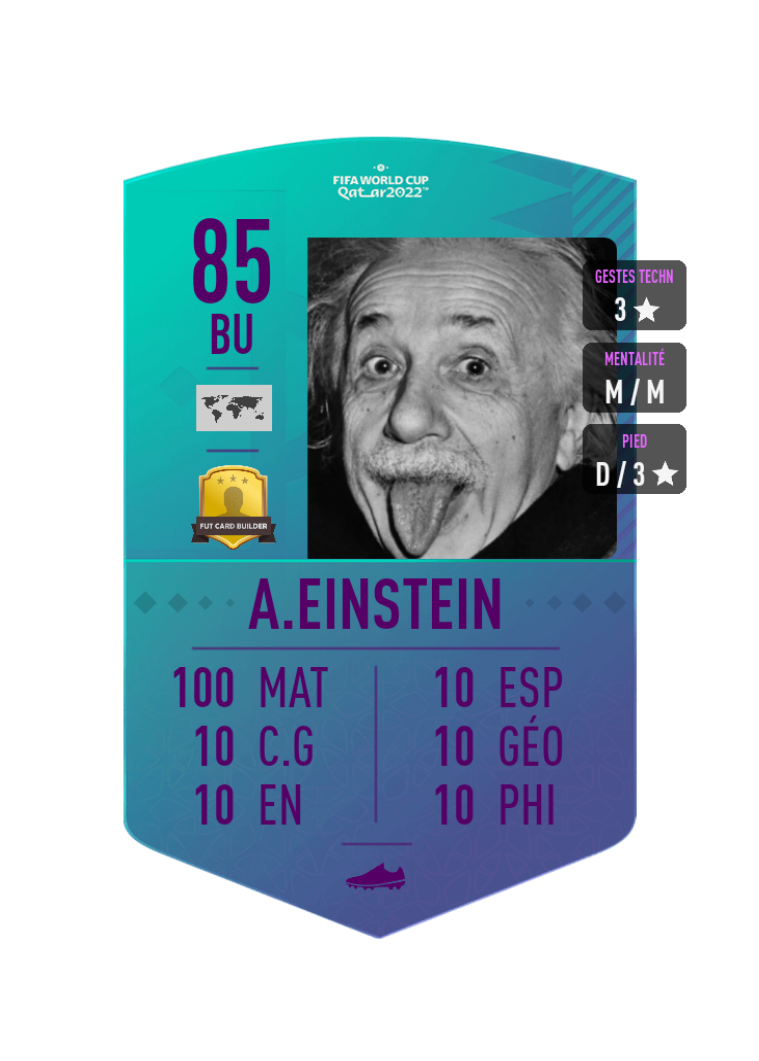 FIFA WORLD CUP
Qatar2022™
85
BU
GESTES TECHN
3 ★
MENTALITÉ
M / M
PIED
D / 3 ★
FUT CARD BUILDER
A.EINSTEIN
100 MAT
10 ESP
10 C.G
10 GÉO
10 EN
10 PHI